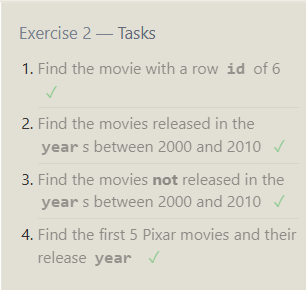 Exercise 2 — Tasks
1. Find the movie with a row id of 6
✓
2. Find the movies released in the
year s between 2000 and 2010 ✓
3. Find the movies not released in the
year s between 2000 and 2010 ✓
4. Find the first 5 Pixar movies and their
release year ✓